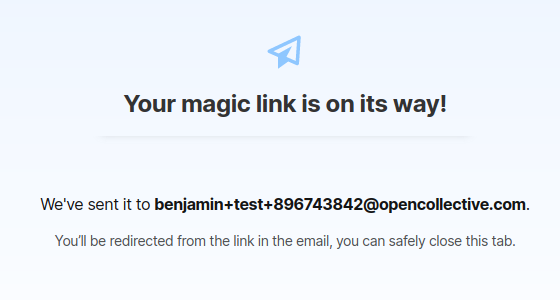 Your magic link is on its way!
We've sent it to benjamin+test+896743842@opencollective.com.
You'll be redirected from the link in the email, you can safely close this tab.